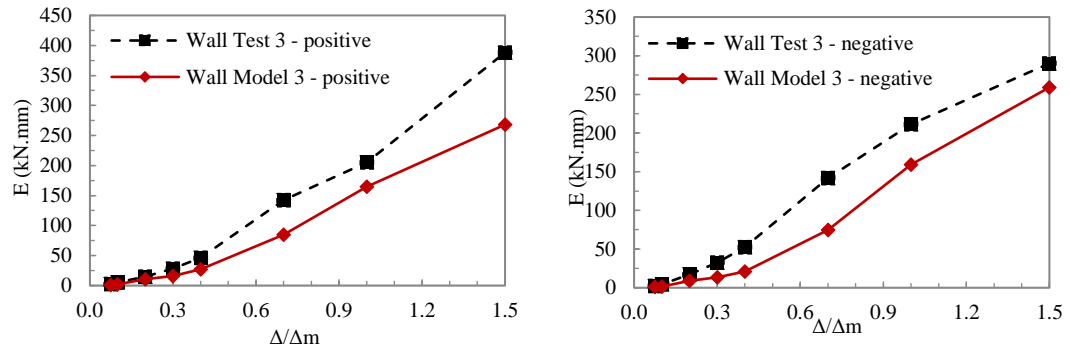 450
400
350
300
250
200
150
100
50
0
E (kN.mm)
Wall Test 3 - positive
Wall Model 3 - positive
0.0 0.3 0.6 0.9 1.2 1.5
Δ/Δm
350
300
250
200
150
100
50
0
E (kN.mm)
Wall Test 3 - negative
Wall Model 3 - negative
0.0 0.3 0.6 0.9 1.2 1.5
Δ/Δm